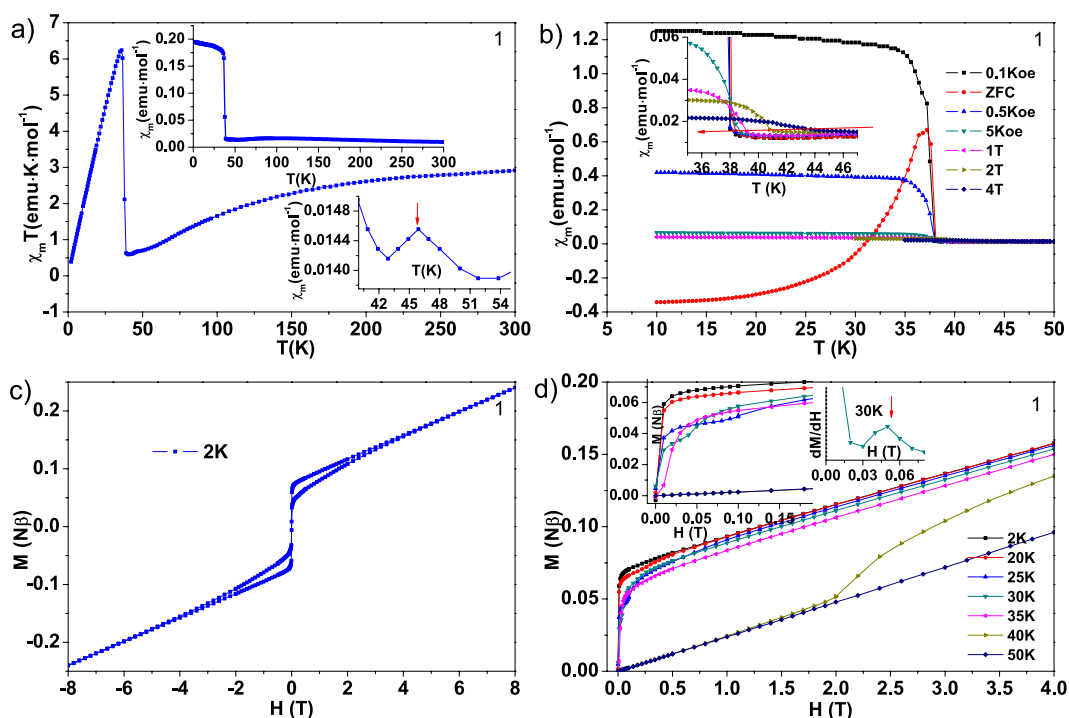 a)
1
χmT(emu·K·mol-1)
7
6
5
4
3
2
1
0
-1
0
50
100
150
200
250
300
T(K)
χm(emu·mol-1)
0.20
0.15
0.10
0.05
0.00
0
50
100
150
200
250
300
T(K)
χm(emu·mol-1)
0.0148
0.0144
0.0140
42
45
48
51
54
T(K)
b)
1
χm(emu·mol-1)
1.2
0.8
0.4
0.0
-0.4
10
15
20
25
30
35
40
45
50
T (K)
χm(emu·mol-1)
0.06
0.04
0.02
36
38
40
42
44
46
T (K)
0.1Koe
ZFC
0.5Koe
5Koe
1T
2T
4T
c)
1
2K
M (Nβ)
0.2
0.1
0.0
-0.1
-0.2
-8
-6
-4
-2
0
2
4
6
8
H (T)
d)
1
M (Nβ)
0.20
0.15
0.10
0.05
0.00
0.0
0.5
1.0
1.5
2.0
2.5
3.0
3.5
4.0
H (T)
M (Nβ)
0.06
0.04
0.02
0.00
0.00
0.05
0.10
0.15
H (T)
dM/dH
30K
H (T)
0.00
0.03
0.06
2K
20K
25K
30K
35K
40K
50K